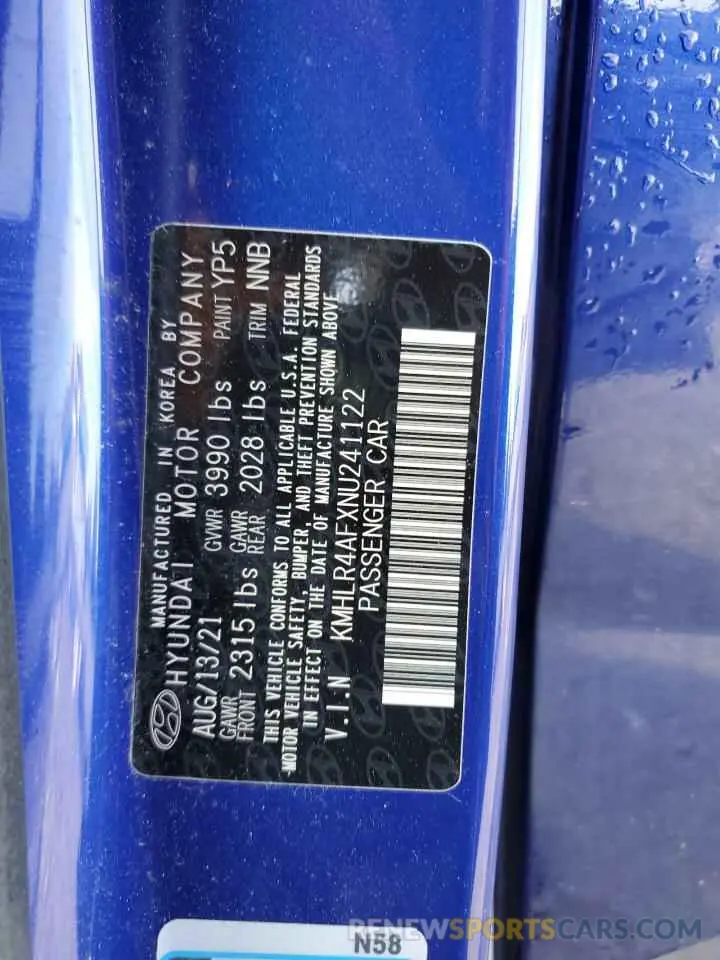 MANUFACTURED IN KOREA BY
HYUNDAI MOTOR COMPANY
AUG/13/21 GVWR 3990 lbs PAINT YP5
GAWR FRONT 2315 lbs GAWR REAR 2028 lbs TRIM NNB
THIS VEHICLE CONFORMS TO ALL APPLICABLE U.S.A. FEDERAL
MOTOR VEHICLE SAFETY, BUMPER, AND THEFT PREVENTION STANDARDS
IN EFFECT ON THE DATE OF MANUFACTURE SHOWN ABOVE
V.I.N KMHLR4AFXNU241122
PASSENGER CAR
N58
RENEWSPORTSCARS.COM